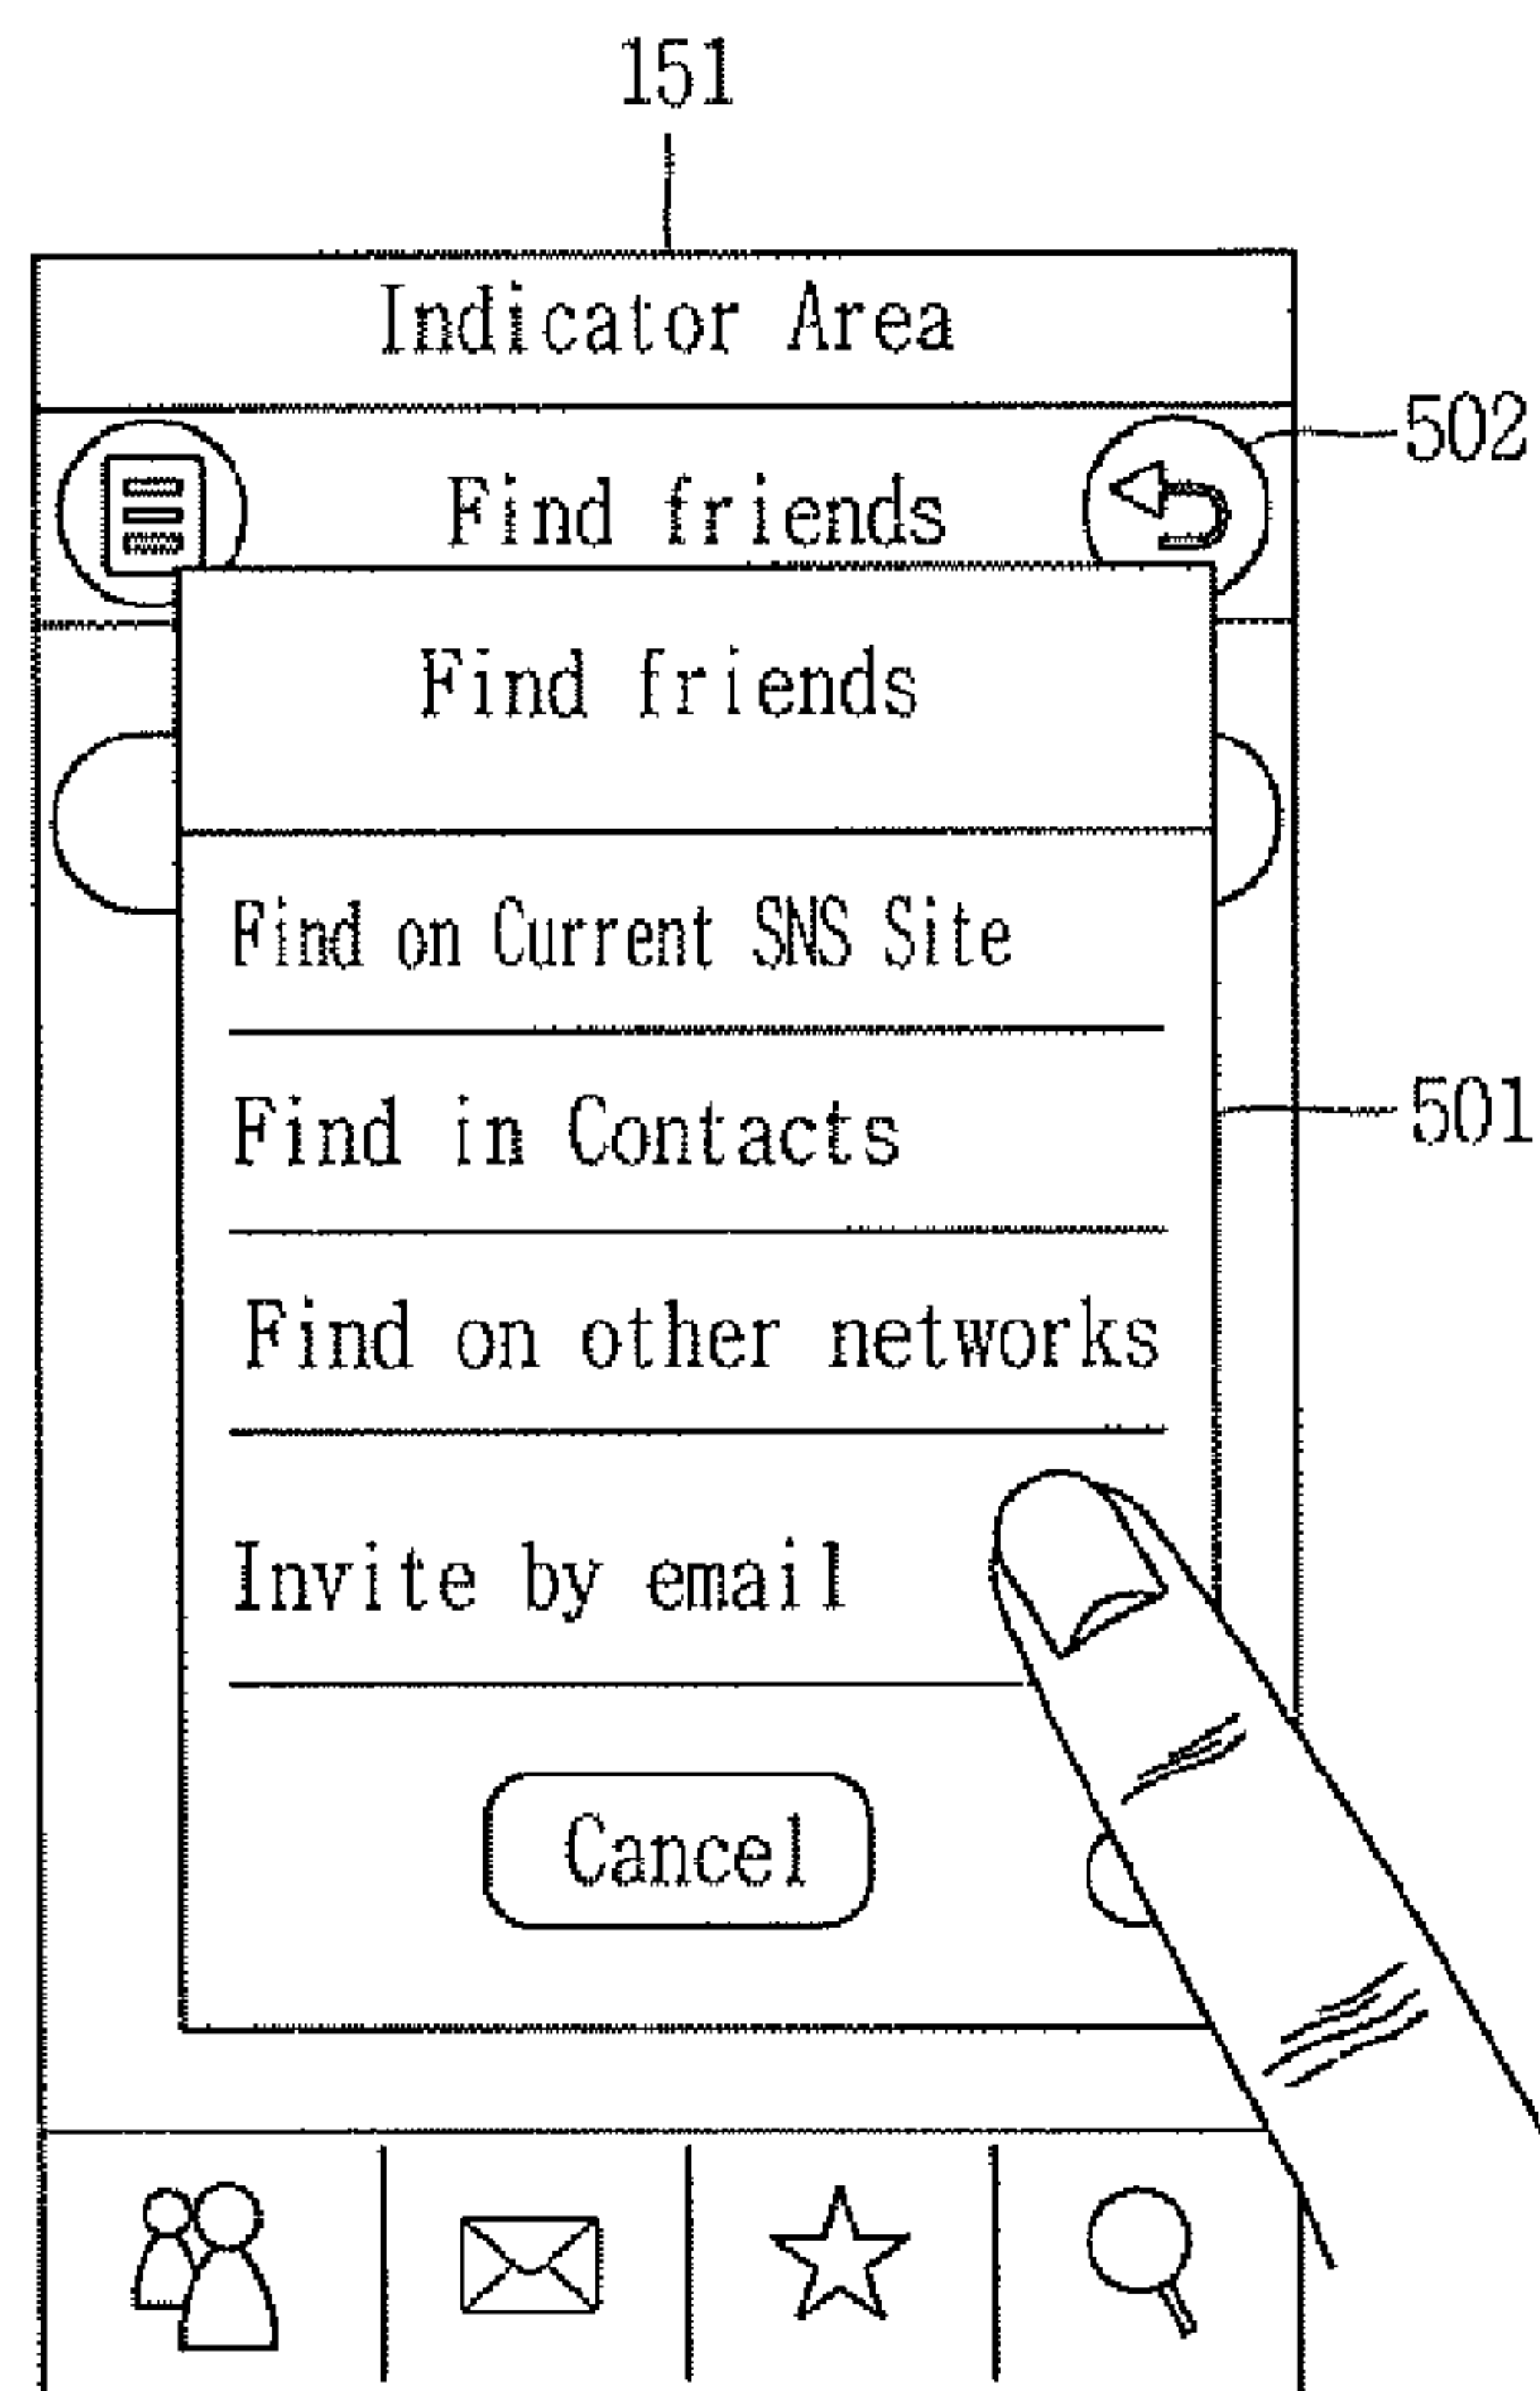 151
Indicator Area
502
Find friends
Find friends
Find on Current SNS Site
501
Find in Contacts
Find on other networks
Invite by email
Cancel